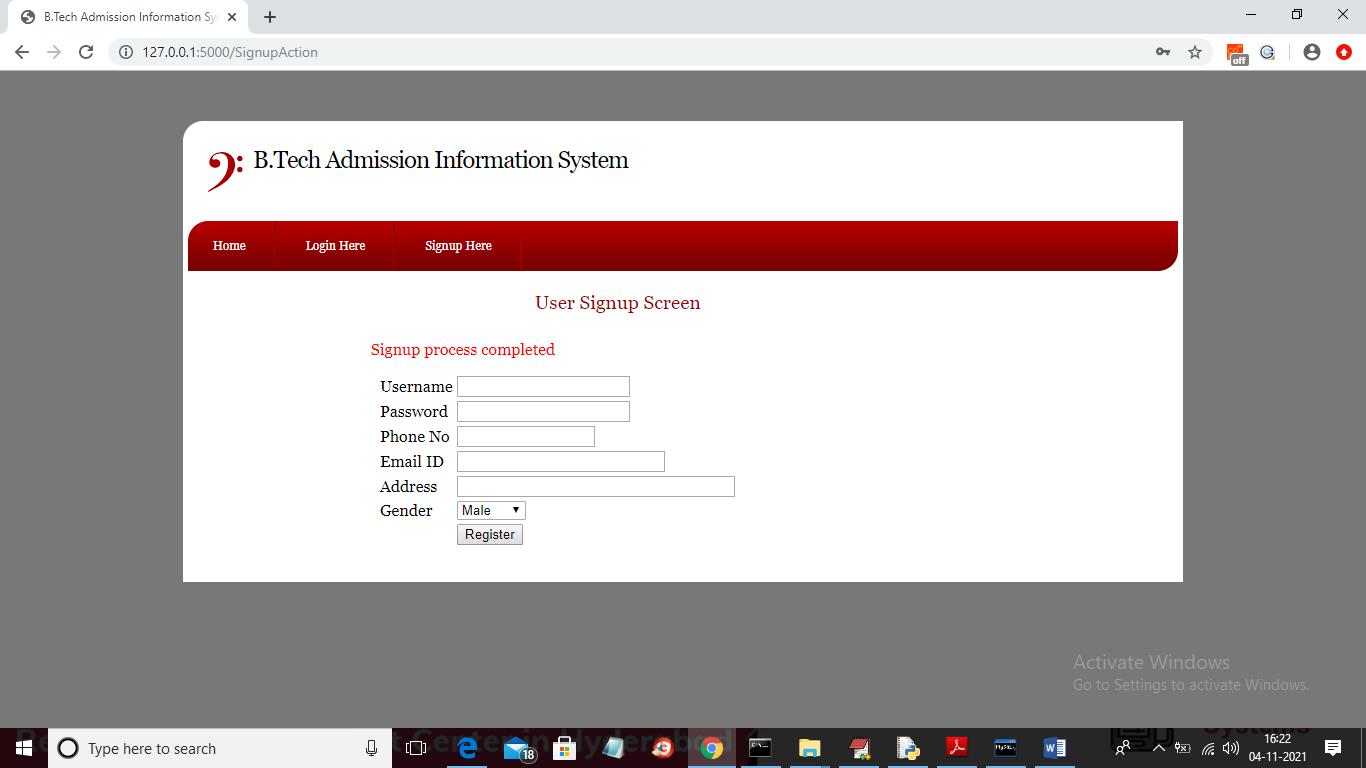 B.Tech Admission Information Sy
127.0.0.1:5000/SignupAction
off
B.Tech Admission Information System
Home Login Here Signup Here
User Signup Screen
Signup process completed
Username
Password
Phone No
Email ID
Address
Gender Male
Register
Activate Windows
Go to Settings to activate Windows.
Type here to search
18
MySQL
16:22
04-11-2021